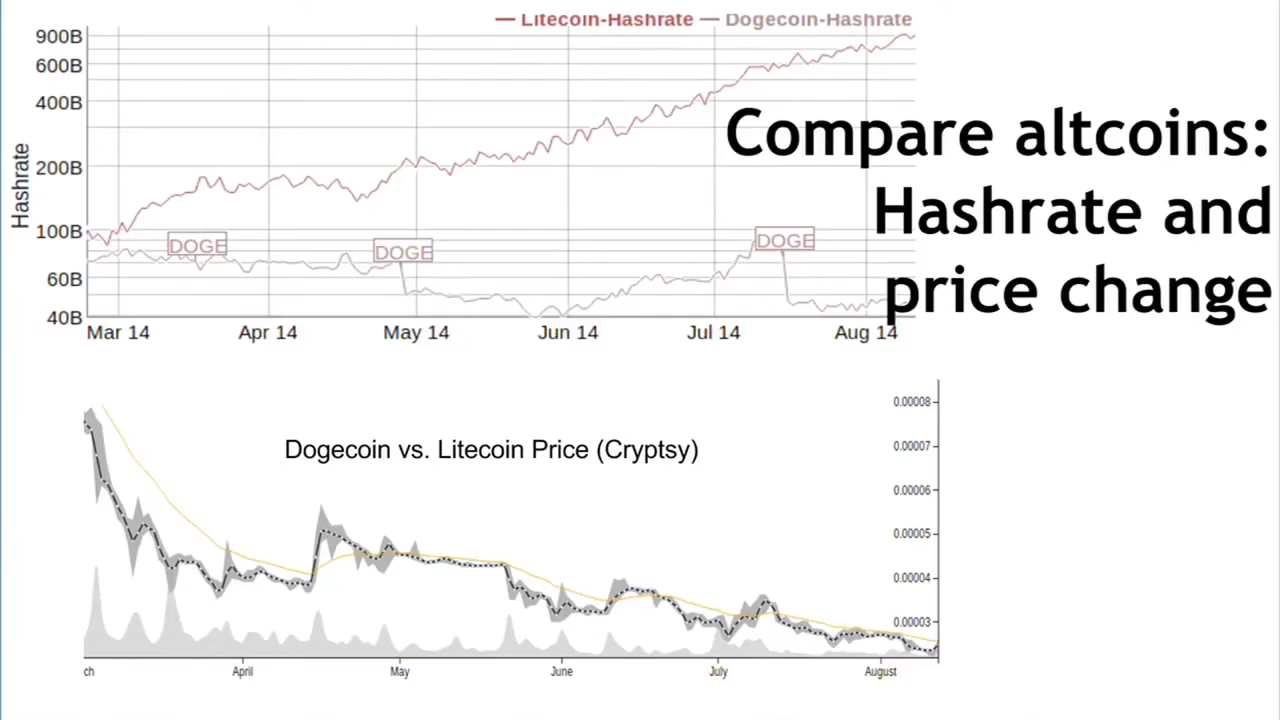 Litecoin-Hashrate Dogecoin-Hashrate
900B
600B
400B
200B
100B
60B
40B
Hashrate
DOGE
DOGE
DOGE
Mar 14 Apr 14 May 14 Jun 14 Jul 14 Aug 14
Compare altcoins:
Hashrate and
price change
Dogecoin vs. Litecoin Price (Cryptsy)
0.00008
0.00007
0.00006
0.00005
0.00004
0.00003
ch April May June July August